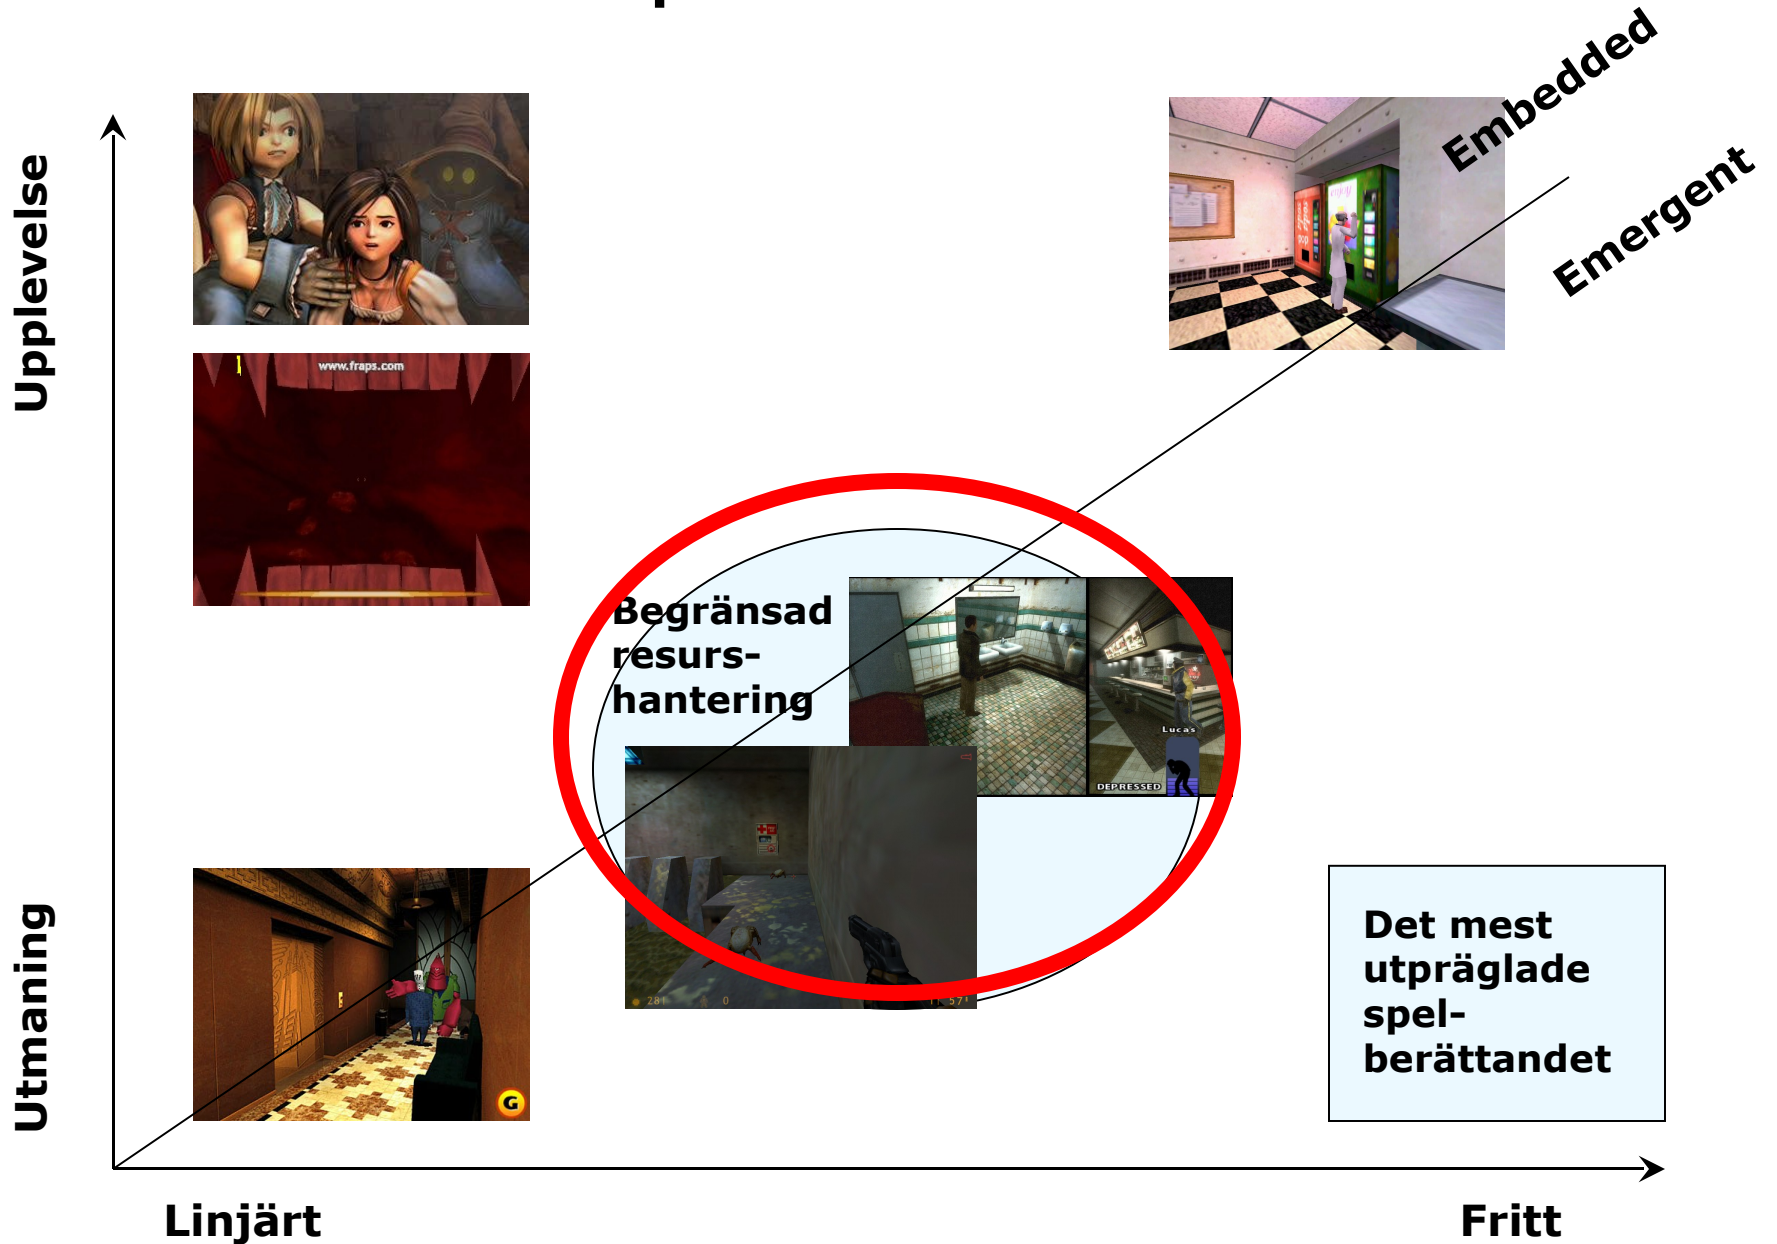 Upplevelse
Utmaning
Linjärt
Fritt
Embedded
Emergent
www.fraps.com
Begränsad
resurs-
hantering
Lucas
DEPRESSED
G
Det mest
utpräglade
spel-
berättandet